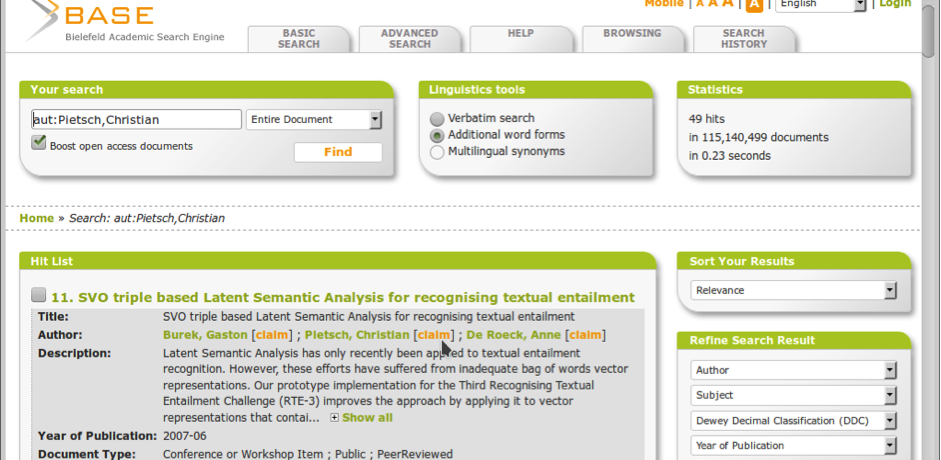 BASE
Bielefeld Academic Search Engine
Mobile | A A A | A | English | Login
BASIC SEARCH
ADVANCED SEARCH
HELP
BROWSING
SEARCH HISTORY
Your search
aut:Pietsch,Christian
Entire Document
Boost open access documents
Find
Linguistics tools
Verbatim search
Additional word forms
Multilingual synonyms
Statistics
49 hits
in 115,140,499 documents
in 0.23 seconds
Home » Search: aut:Pietsch,Christian
Hit List
11. SVO triple based Latent Semantic Analysis for recognising textual entailment
Title: SVO triple based Latent Semantic Analysis for recognising textual entailment
Author: Burek, Gaston [claim] ; Pietsch, Christian [claim] ; De Roeck, Anne [claim]
Description: Latent Semantic Analysis has only recently been applied to textual entailment
recognition. However, these efforts have suffered from inadequate bag of words vector
representations. Our prototype implementation for the Third Recognising Textual
Entailment Challenge (RTE-3) improves the approach by applying it to vector
representations that contai... Show all
Year of Publication: 2007-06
Document Type: Conference or Workshop Item ; Public ; PeerReviewed
Sort Your Results
Relevance
Refine Search Result
Author
Subject
Dewey Decimal Classification (DDC)
Year of Publication